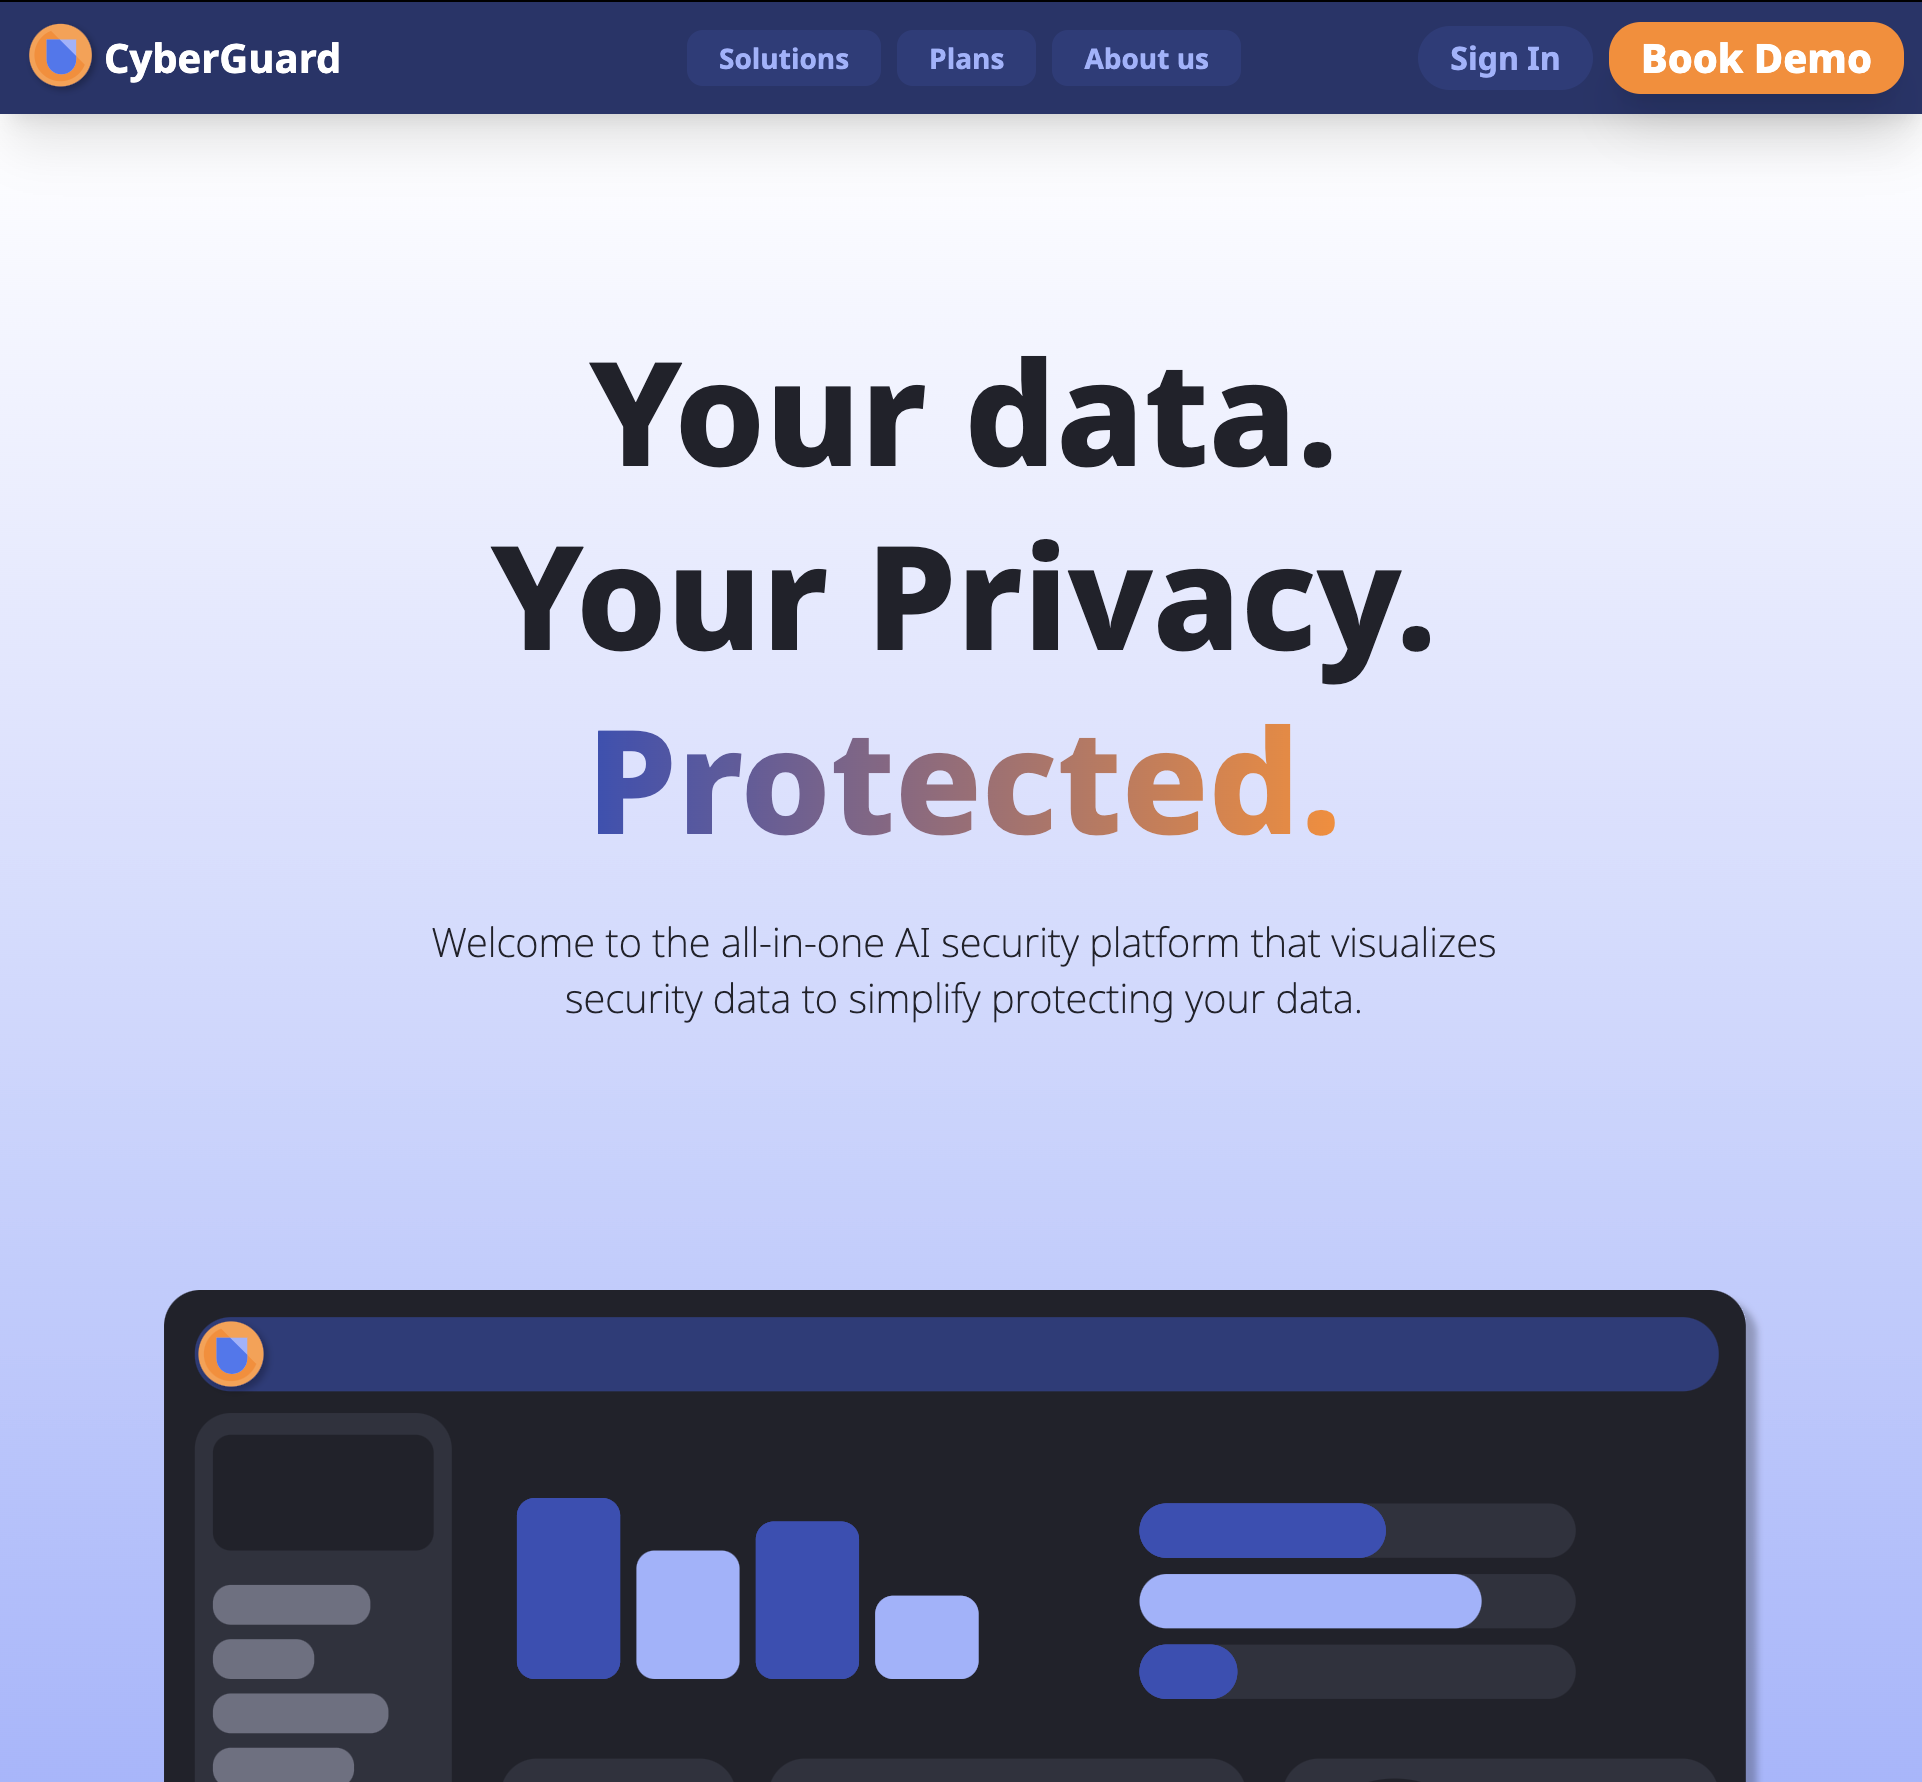 CyberGuard
Solutions
Plans
About us
Sign In
Book Demo
Your data.
Your Privacy.
Protected.
Welcome to the all-in-one AI security platform that visualizes
security data to simplify protecting your data.